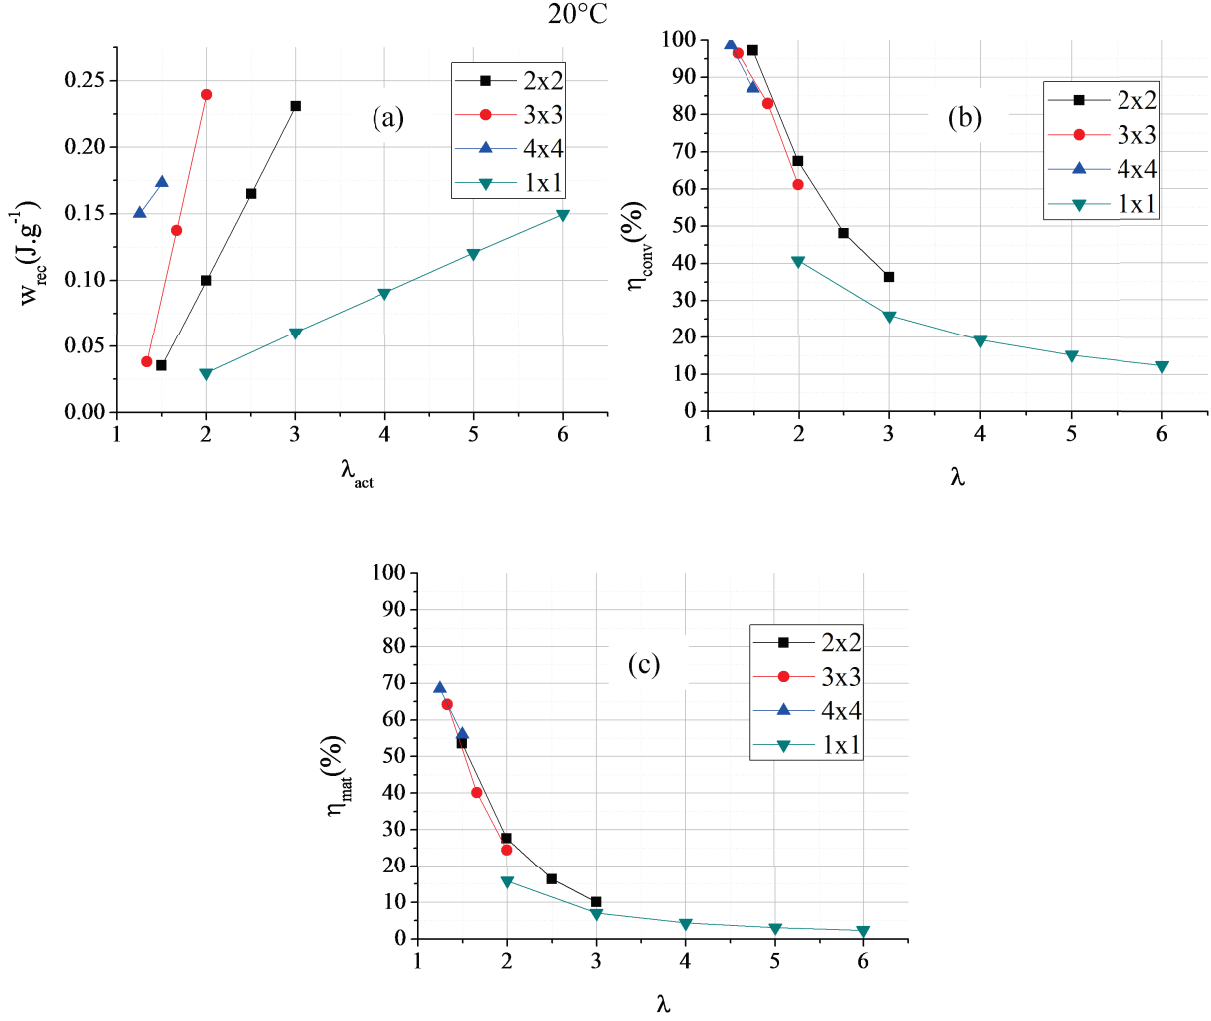 20°C
(a)
2x2
3x3
4x4
1x1
w_rec(J.g^-1)
0.25
0.20
0.15
0.10
0.05
0.00
1 2 3 4 5 6
λ_act
(b)
2x2
3x3
4x4
1x1
η_conv(%)
100
90
80
70
60
50
40
30
20
10
0
1 2 3 4 5 6
λ
(c)
2x2
3x3
4x4
1x1
η_mat(%)
100
90
80
70
60
50
40
30
20
10
0
1 2 3 4 5 6
λ